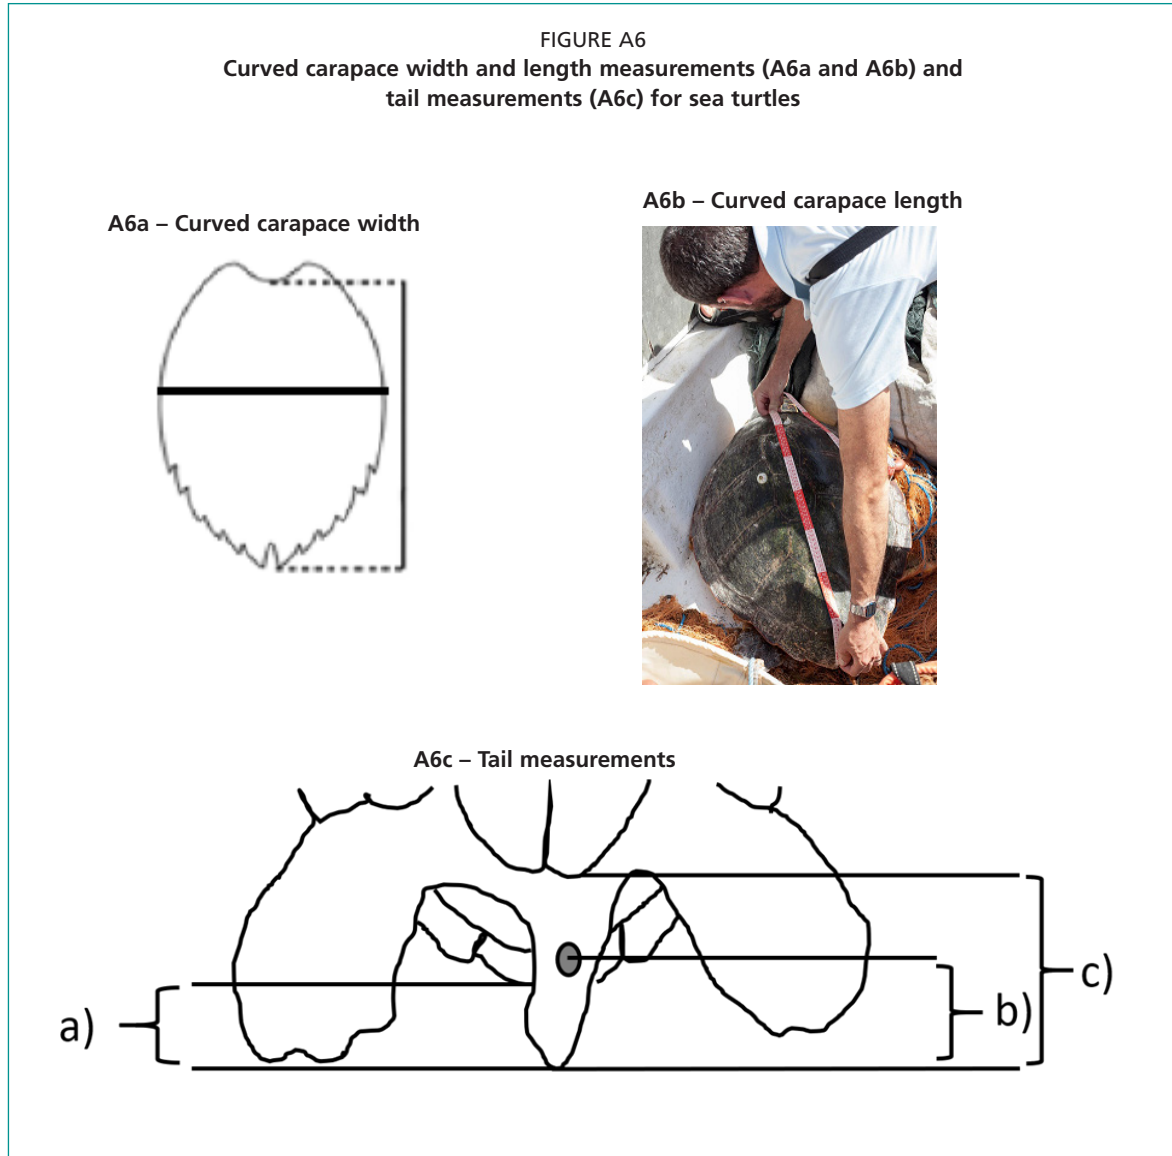 FIGURE A6
Curved carapace width and length measurements (A6a and A6b) and
tail measurements (A6c) for sea turtles
A6a – Curved carapace width
A6b – Curved carapace length
A6c – Tail measurements
a)
b)
c)